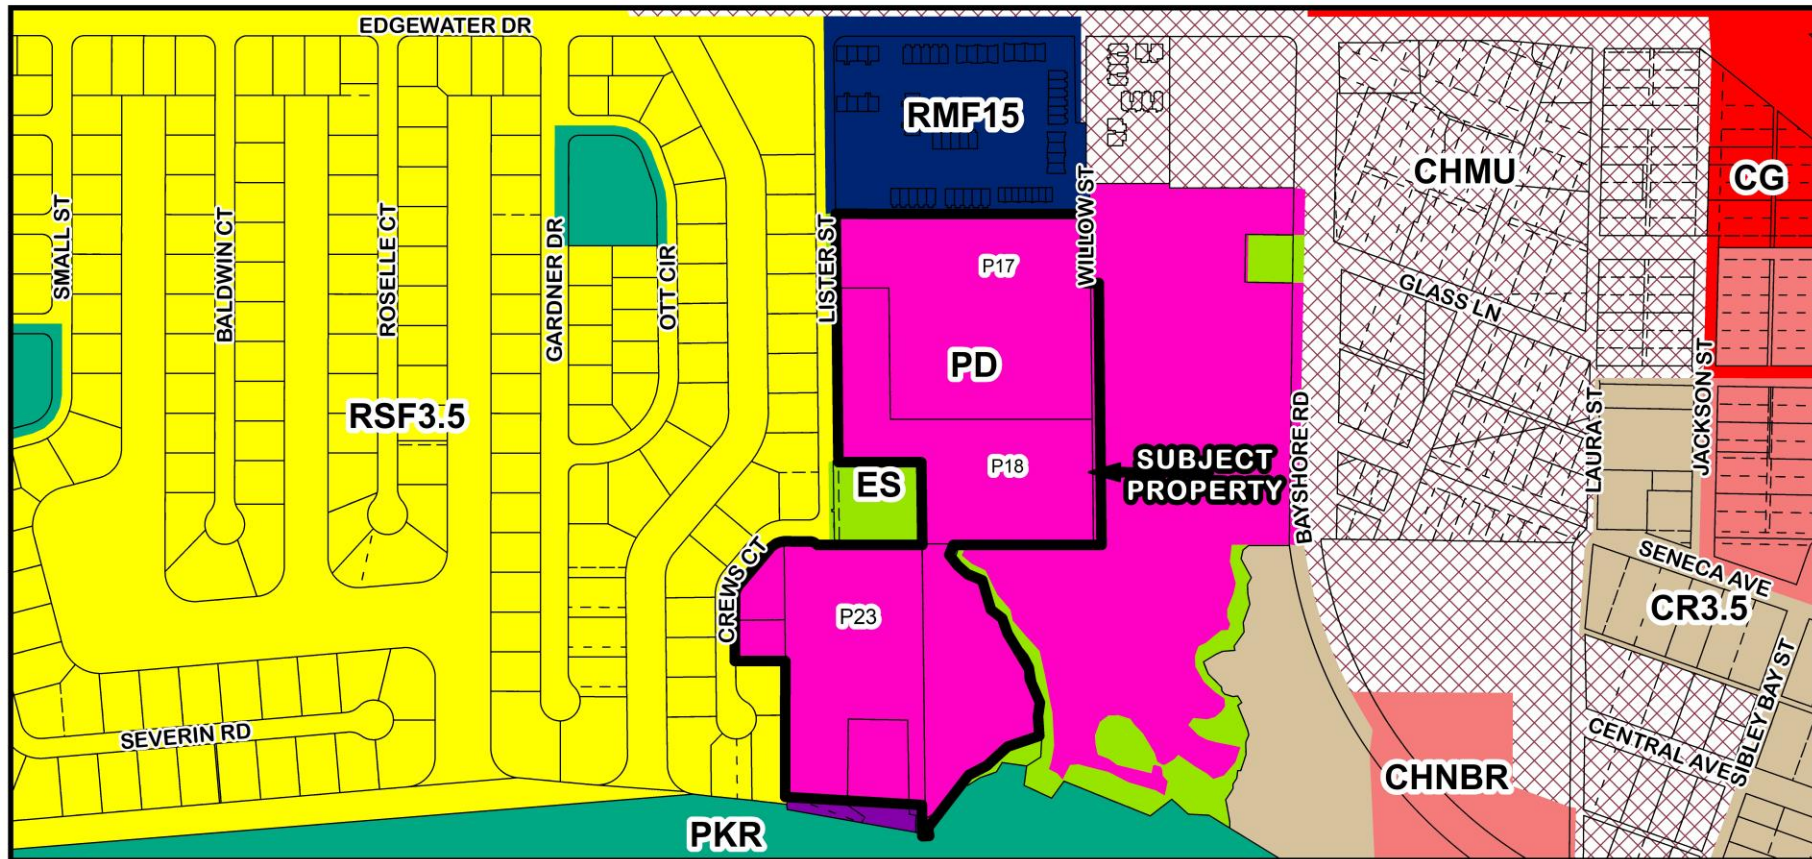 EDGEWATER DR
RMF15
CHMU
CG
SMALL ST
BALDWIN CT
ROSELLE CT
GARDNER DR
OTT CIR
LISTER ST
WILLOW ST
P17
GLASS LN
PD
RSF3.5
BAYSHORE RD
LAURA ST
JACKSON ST
P18
SUBJECT
PROPERTY
ES
CREWS CT
SENECA AVE
CR3.5
P23
SIBLEY BAY ST
SEVERIN RD
CENTRAL AVE
CHNBR
PKR